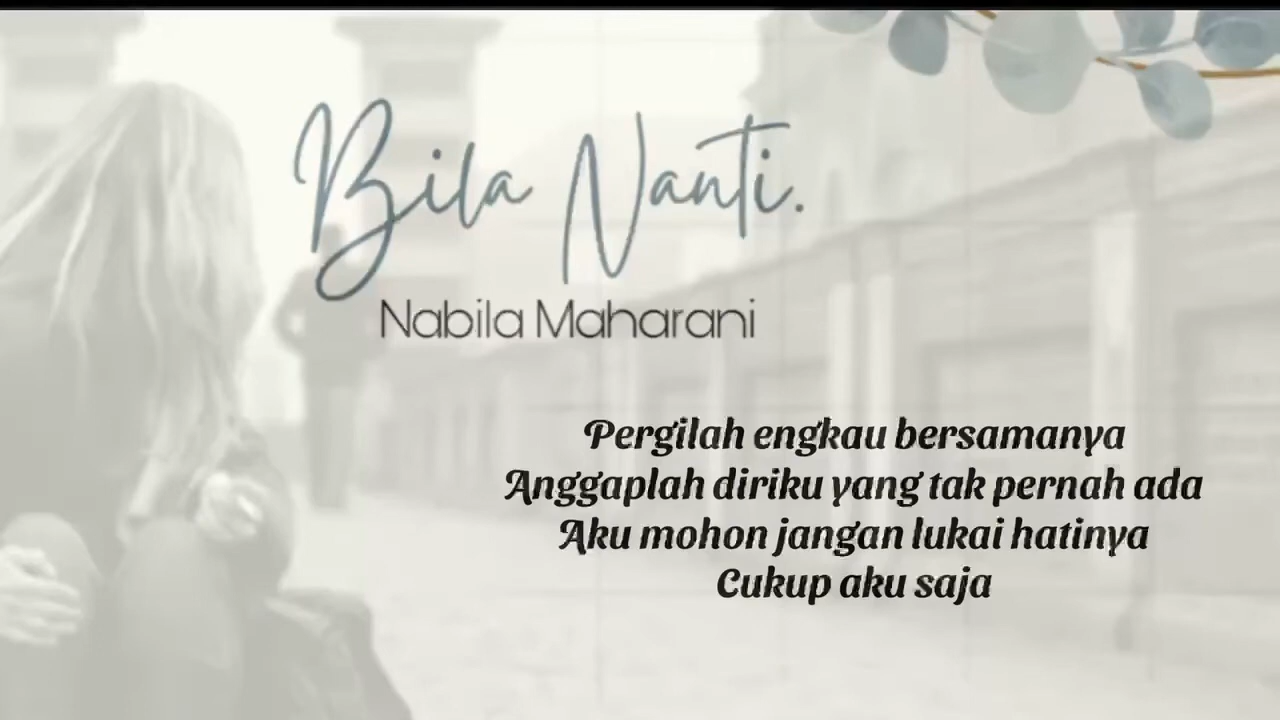 Bila Nanti.
Nabila Maharani
Pergilah engkau bersamanya
Anggaplah diriku yang tak pernah ada
Aku mohon jangan lukai hatinya
Cukup aku saja